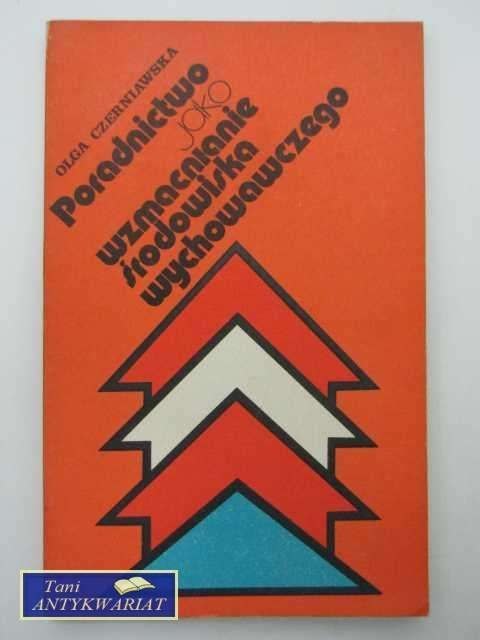 OLGA CZERNIAWSKA
Poradnictwo
jako
wzmacnianie
środowiska
wychowawczego
Tani
ANTYKWARIAT